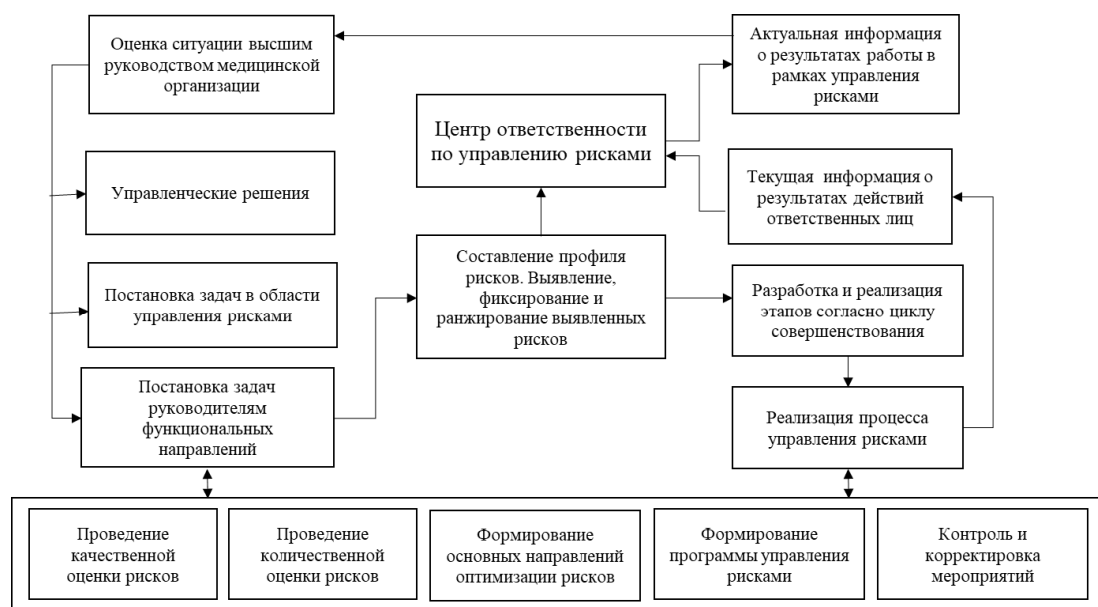 Оценка ситуации высшим
руководством медицинской
организации
Актуальная информация
о результатах работы в
рамках управления
рисками
Центр ответственности
по управлению рисками
Управленческие решения
Текущая информация о
результатах действий
ответственных лиц
Постановка задач в области
управления рисками
Составление профиля
рисков. Выявление,
фиксирование и
ранжирование выявленных
рисков
Разработка и реализация
этапов согласно циклу
совершенствования
Постановка задач
руководителям
функциональных
направлений
Реализация процесса
управления рисками
Проведение
качественной
оценки рисков
Проведение
количественной
оценки рисков
Формирование
основных направлений
оптимизации рисков
Формирование
программы управления
рисками
Контроль и
корректировка
мероприятий